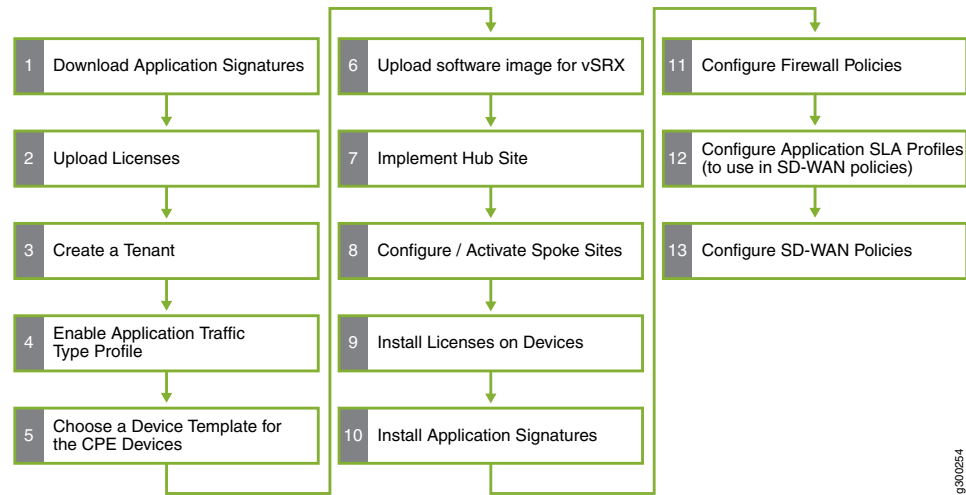 1 Download Application Signatures
2 Upload Licenses
3 Create a Tenant
4 Enable Application Traffic
Type Profile
5 Choose a Device Template for
the CPE Devices
6 Upload software image for vSRX
7 Implement Hub Site
8 Configure / Activate Spoke Sites
9 Install Licenses on Devices
10 Install Application Signatures
11 Configure Firewall Policies
12 Configure Application SLA Profiles
(to use in SD-WAN policies)
13 Configure SD-WAN Policies
g300254